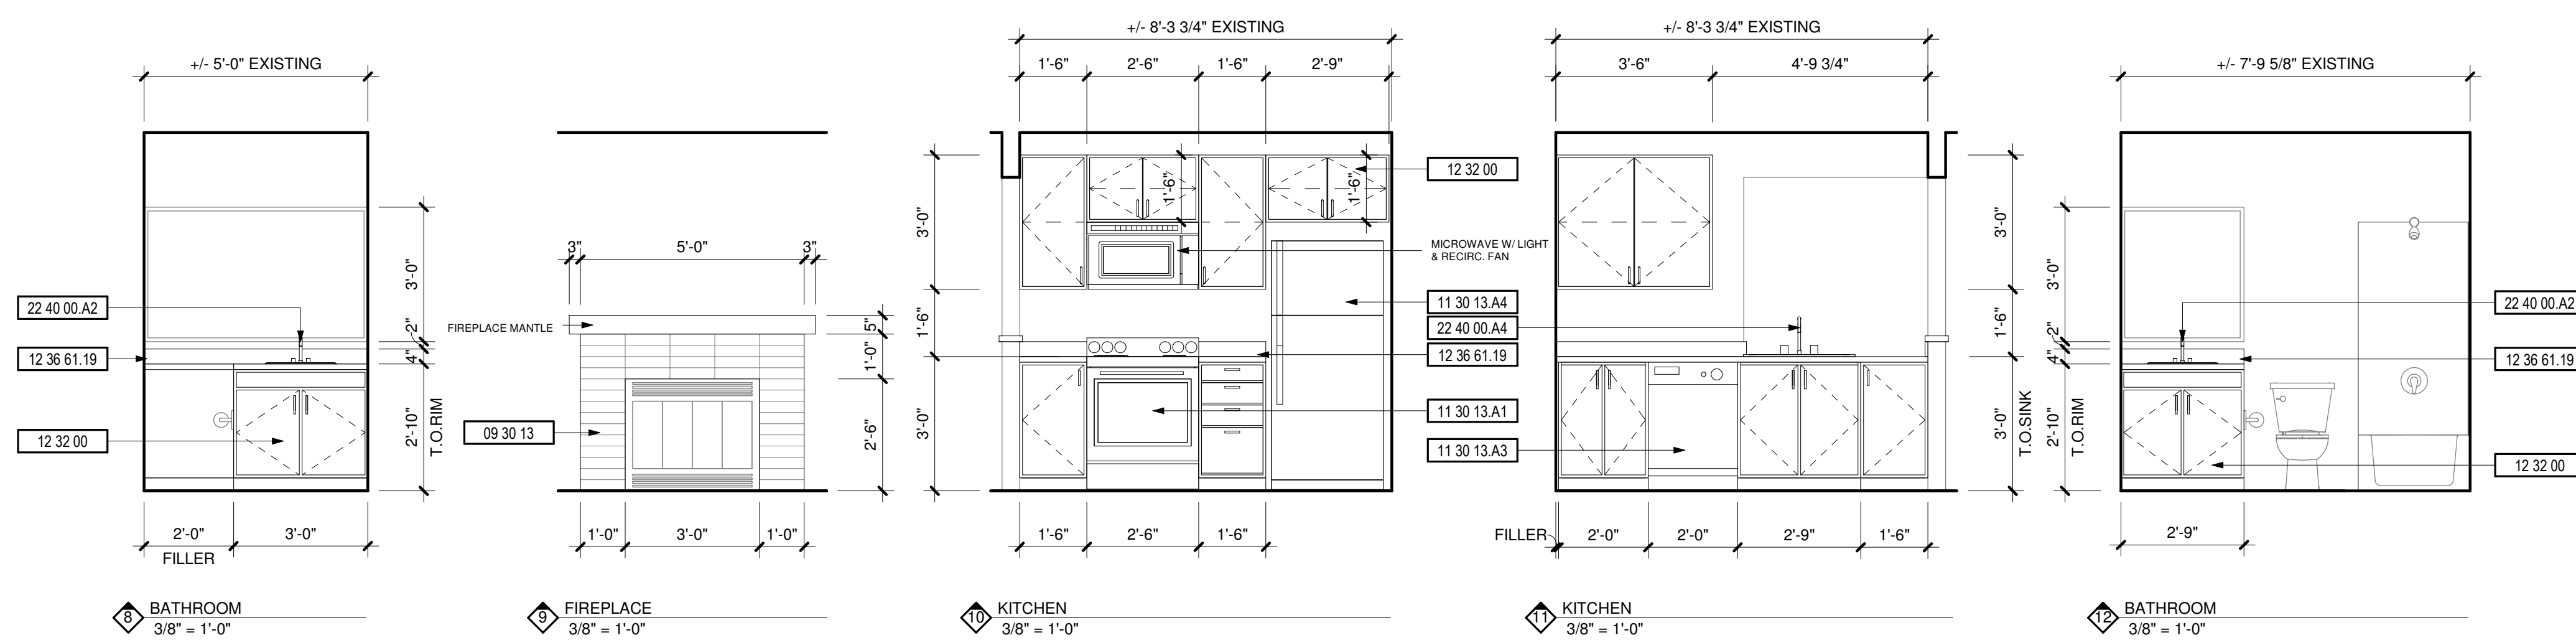 +/- 5'-0" EXISTING
22 40 00.A2
12 36 61.19
12 32 00
3'-0"
2"
4"
2'-10"
T.O.RIM
2'-0"
3'-0"
FILLER
8
BATHROOM
3/8" = 1'-0"
3"
5'-0"
3"
FIREPLACE MANTLE
09 30 13
5"
1'-0"
2'-6"
1'-0"
3'-0"
1'-0"
9
FIREPLACE
3/8" = 1'-0"
+/- 8'-3 3/4" EXISTING
1'-6"
2'-6"
1'-6"
2'-9"
3'-0"
1'-6"
3'-0"
1'-6"
1'-6"
12 32 00
MICROWAVE W/ LIGHT
& RECIRC. FAN
11 30 13.A4
22 40 00.A4
12 36 61.19
11 30 13.A1
11 30 13.A3
1'-6"
2'-6"
1'-6"
10
KITCHEN
3/8" = 1'-0"
+/- 8'-3 3/4" EXISTING
3'-6"
4'-9 3/4"
3'-0"
1'-6"
3'-0"
T.O.SINK
FILLER
2'-0"
2'-0"
2'-9"
1'-6"
11
KITCHEN
3/8" = 1'-0"
+/- 7'-9 5/8" EXISTING
3'-0"
2"
4"
2'-10"
T.O.RIM
22 40 00.A2
12 36 61.19
12 32 00
2'-9"
12
BATHROOM
3/8" = 1'-0"